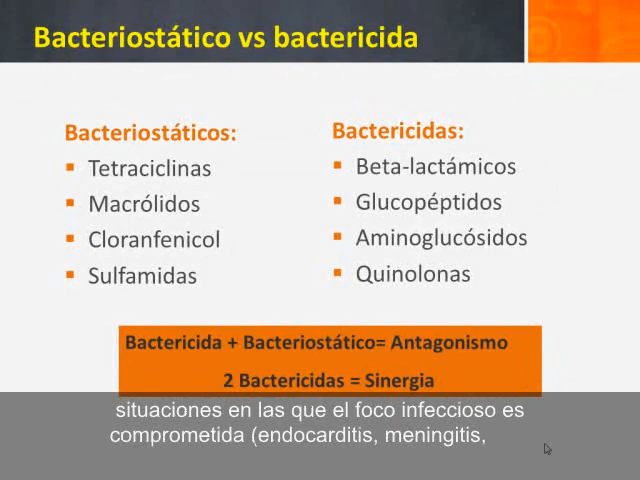 Bacteriostático vs bactericida
Bacteriostáticos:
Tetraciclinas
Macrólidos
Cloranfenicol
Sulfamidas
Bactericidas:
Beta-lactámicos
Glucopéptidos
Aminoglucósidos
Quinolonas
Bactericida + Bacteriostático= Antagonismo
2 Bactericidas = Sinergia
situaciones en las que el foco infeccioso es
comprometida (endocarditis, meningitis,